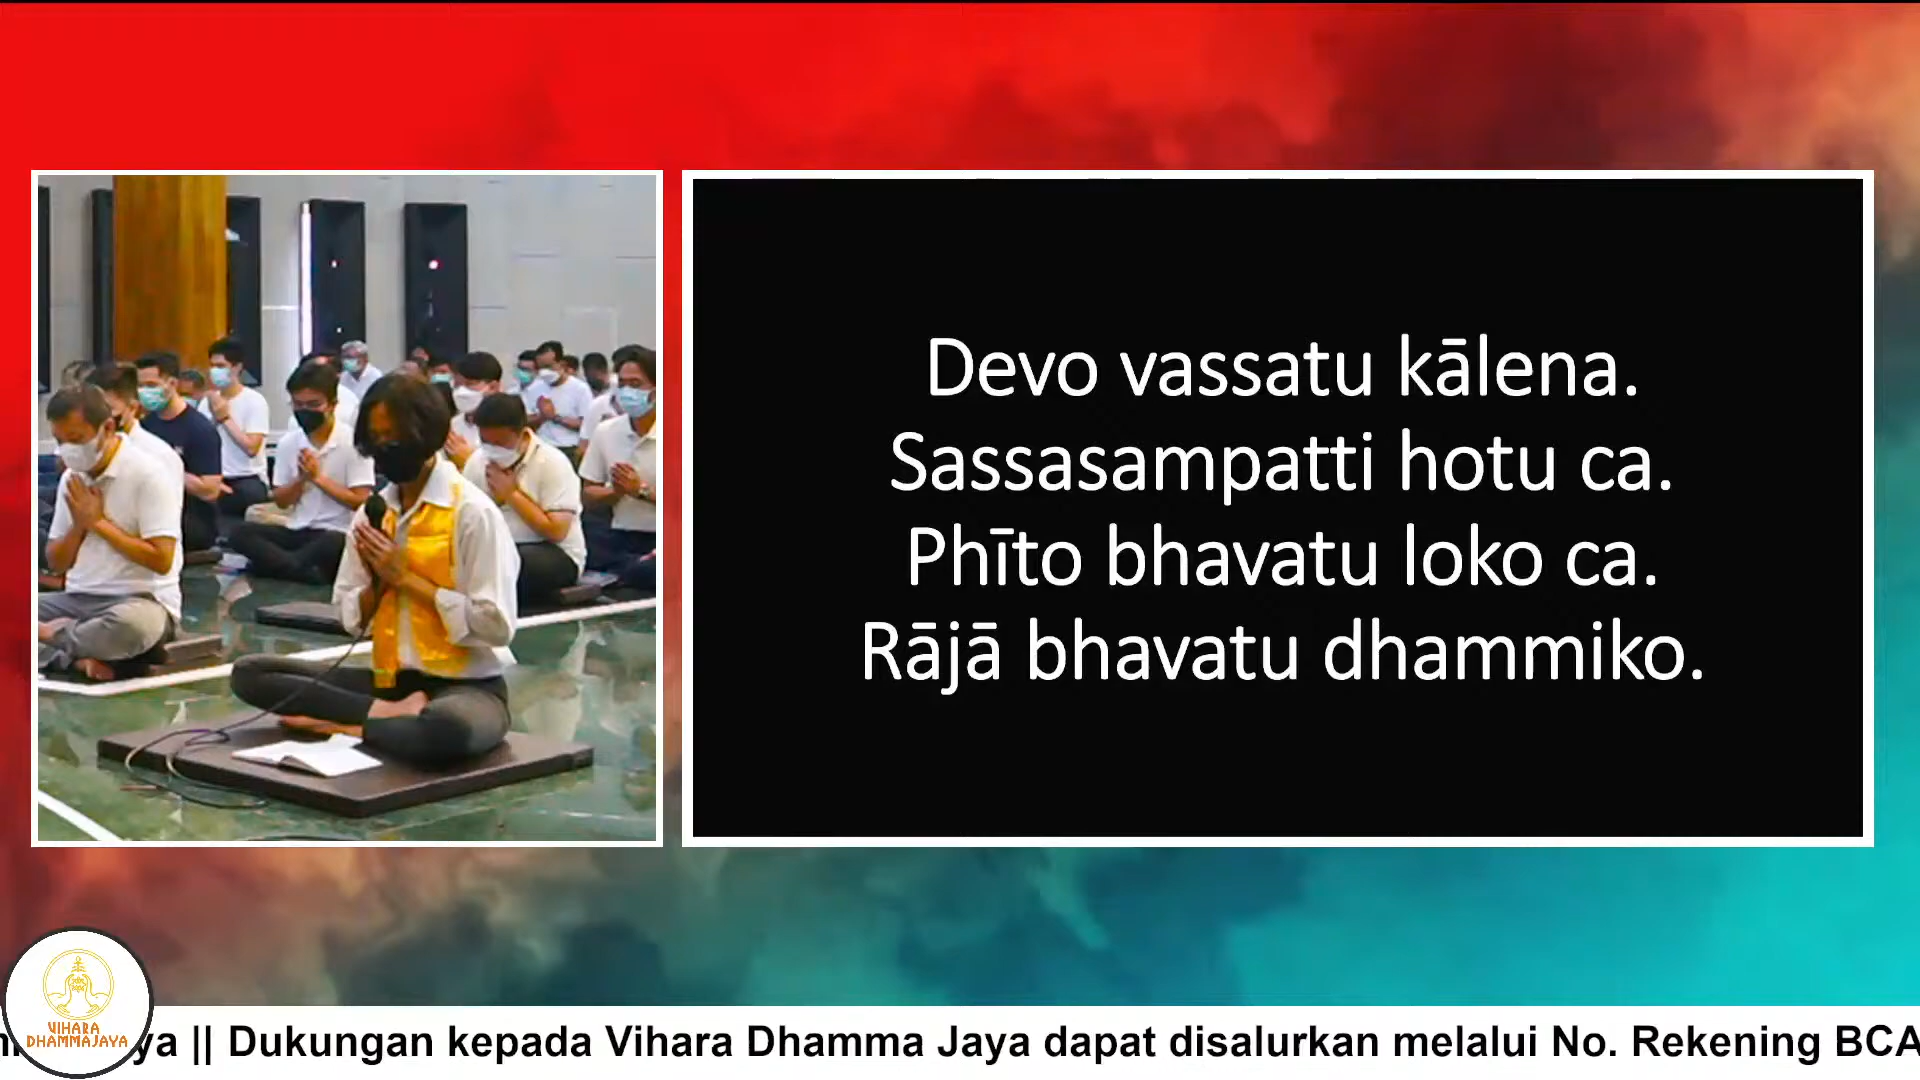 Devo vassatu kālena.
Sassasampatti hotu ca.
Phīto bhavatu loko ca.
Rājā bhavatu dhammiko.
VIHARA
DHAMMAJAYA
ya || Dukungan kepada Vihara Dhamma Jaya dapat disalurkan melalui No. Rekening BCA